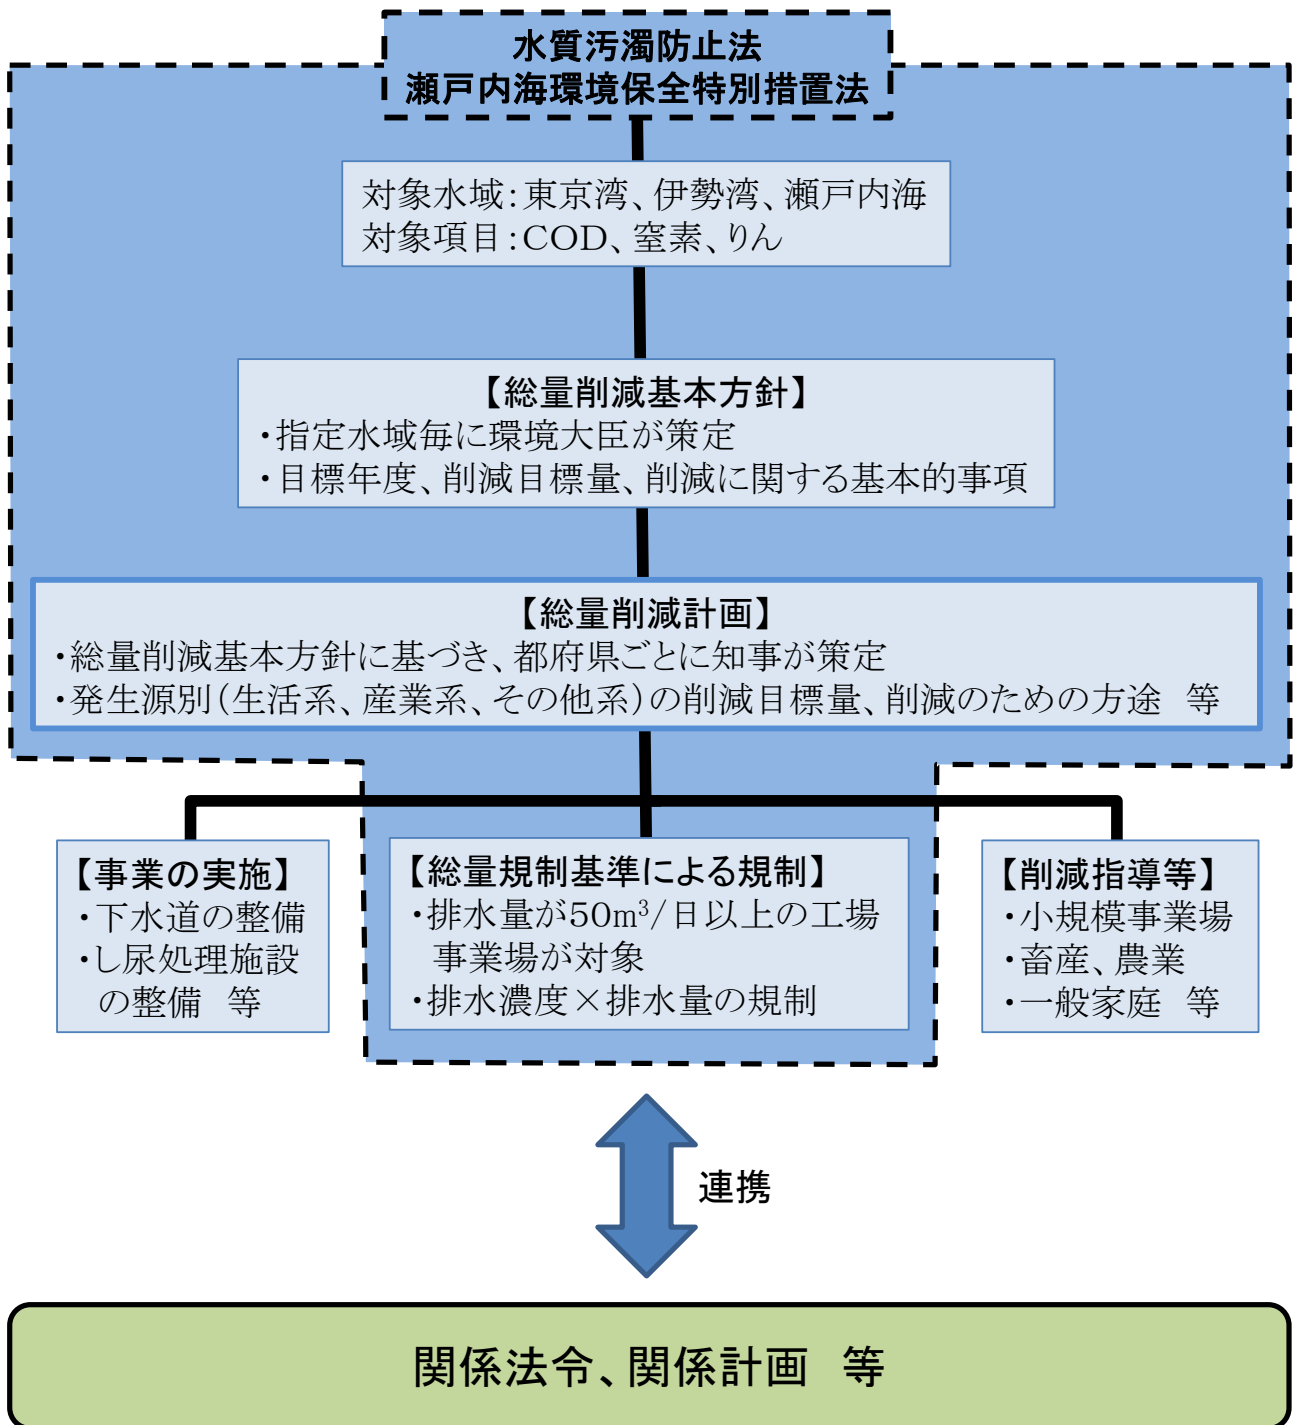 水質汚濁防止法
瀬戸内海環境保全特別措置法
対象水域：東京湾、伊勢湾、瀬戸内海
対象項目：COD、窒素、りん
【総量削減基本方針】
・指定水域毎に環境大臣が策定
・目標年度、削減目標量、削減に関する基本的事項
【総量削減計画】
・総量削減基本方針に基づき、都府県ごとに知事が策定
・発生源別（生活系、産業系、その他系）の削減目標量、削減のための方途　等
【事業の実施】
・下水道の整備
・し尿処理施設
の整備　等
【総量規制基準による規制】
・排水量が50m³/日以上の工場
事業場が対象
・排水濃度×排水量の規制
【削減指導等】
・小規模事業場
・畜産、農業
・一般家庭　等
連携
関係法令、関係計画　等